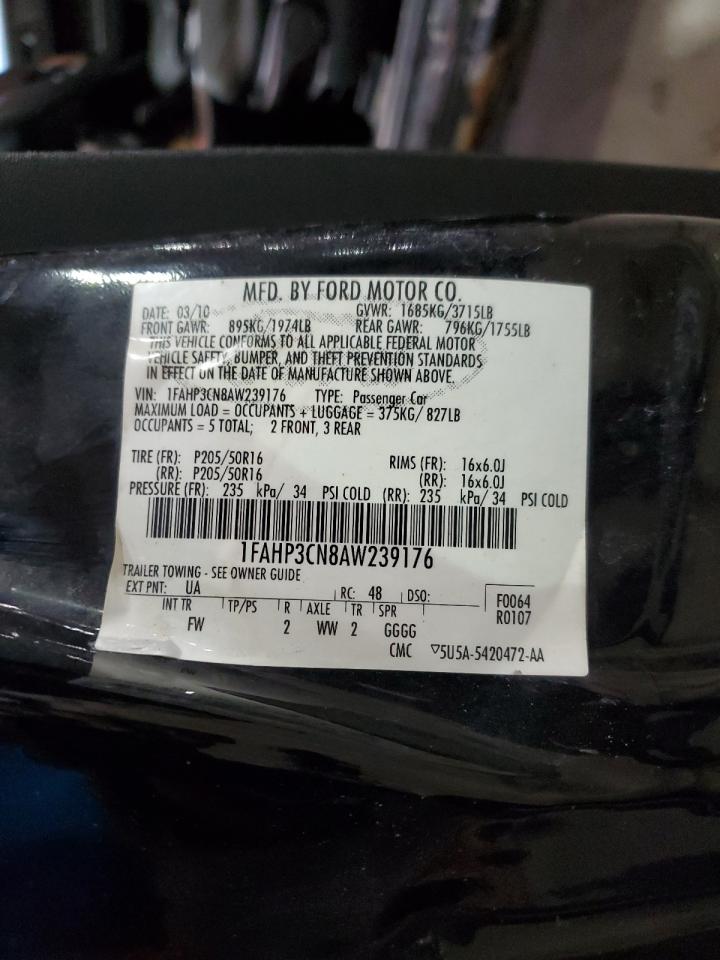 MFD. BY FORD MOTOR CO.
DATE: 03/10 GVWR: 1685KG/3715LB
FRONT GAWR: 895KG/1974LB REAR GAWR: 796KG/1755LB
THIS VEHICLE CONFORMS TO ALL APPLICABLE FEDERAL MOTOR
VEHICLE SAFETY, BUMPER, AND THEFT PREVENTION STANDARDS
IN EFFECT ON THE DATE OF MANUFACTURE SHOWN ABOVE.
VIN: 1FAHP3CN8AW239176 TYPE: Passenger Car
MAXIMUM LOAD = OCCUPANTS + LUGGAGE = 375KG/ 827LB
OCCUPANTS = 5 TOTAL; 2 FRONT, 3 REAR
TIRE (FR): P205/50R16 RIMS (FR): 16x6.0J
(RR): P205/50R16 (RR): 16x6.0J
PRESSURE (FR): 235 kPa/ 34 PSI COLD (RR): 235 kPa/ 34 PSI COLD
1FAHP3CN8AW239176
TRAILER TOWING - SEE OWNER GUIDE
EXT PNT: UA RC: 48 DSO: F0064
INT TR TP/PS R AXLE TR SPR R0107
FW 2 WW 2 GGGG
CMC ▽5U5A-5420472-AA